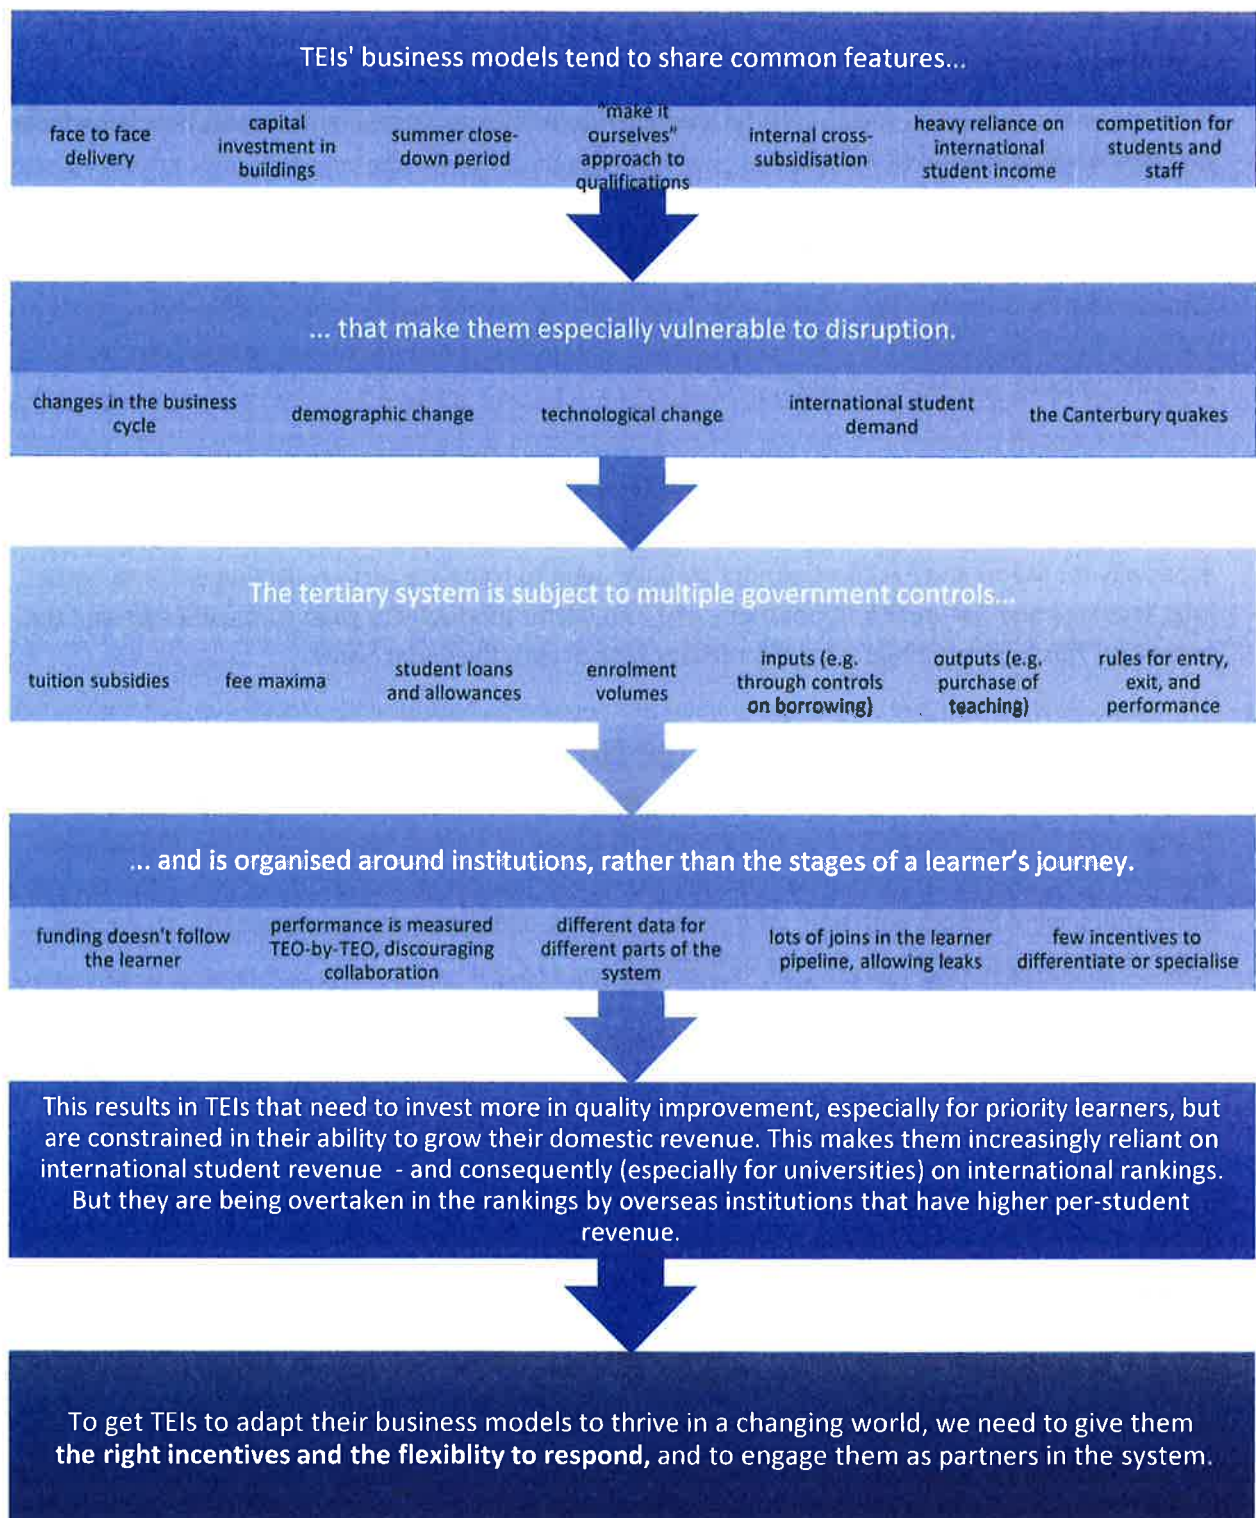 TEIs' business models tend to share common features...
face to face
delivery
capital
investment in
buildings
summer close-
down period
"make it
ourselves"
approach to
qualifications
internal cross-
subsidisation
heavy reliance on
international
student income
competition for
students and
staff
... that make them especially vulnerable to disruption.
changes in the business
cycle
demographic change
technological change
international student
demand
the Canterbury quakes
The tertiary system is subject to multiple government controls...
tuition subsidies
fee maxima
student loans
and allowances
enrolment
volumes
inputs (e.g.
through controls
on borrowing)
outputs (e.g.
purchase of
teaching)
rules for entry,
exit, and
performance
... and is organised around institutions, rather than the stages of a learner's journey.
funding doesn't follow
the learner
performance is measured
TEO-by-TEO, discouraging
collaboration
different data for
different parts of the
system
lots of joins in the learner
pipeline, allowing leaks
few incentives to
differentiate or specialise
This results in TEIs that need to invest more in quality improvement, especially for priority learners, but
are constrained in their ability to grow their domestic revenue. This makes them increasingly reliant on
international student revenue - and consequently (especially for universities) on international rankings.
But they are being overtaken in the rankings by overseas institutions that have higher per-student
revenue.
To get TEIs to adapt their business models to thrive in a changing world, we need to give them
the right incentives and the flexiblity to respond, and to engage them as partners in the system.